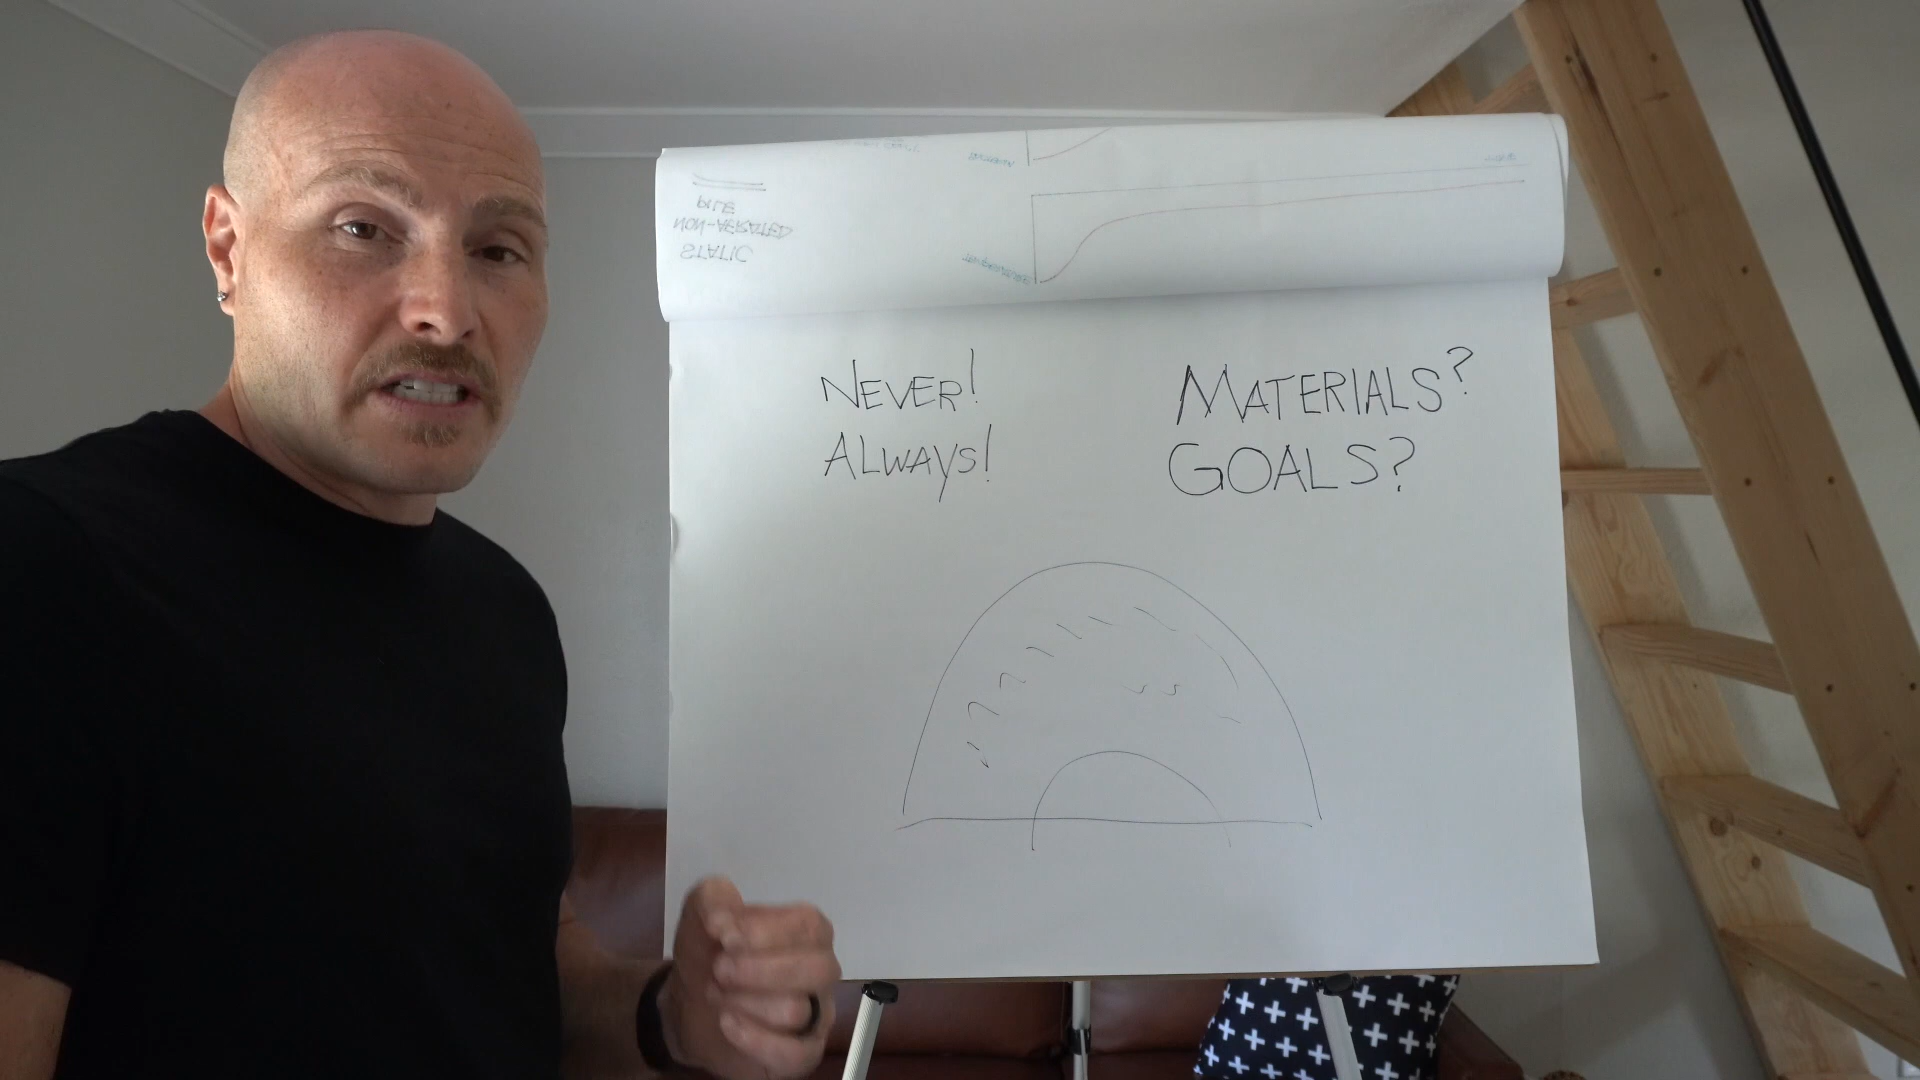 STATIC
NON-AERATED
PILE
NEVER!
ALWAYS!
MATERIALS?
GOALS?